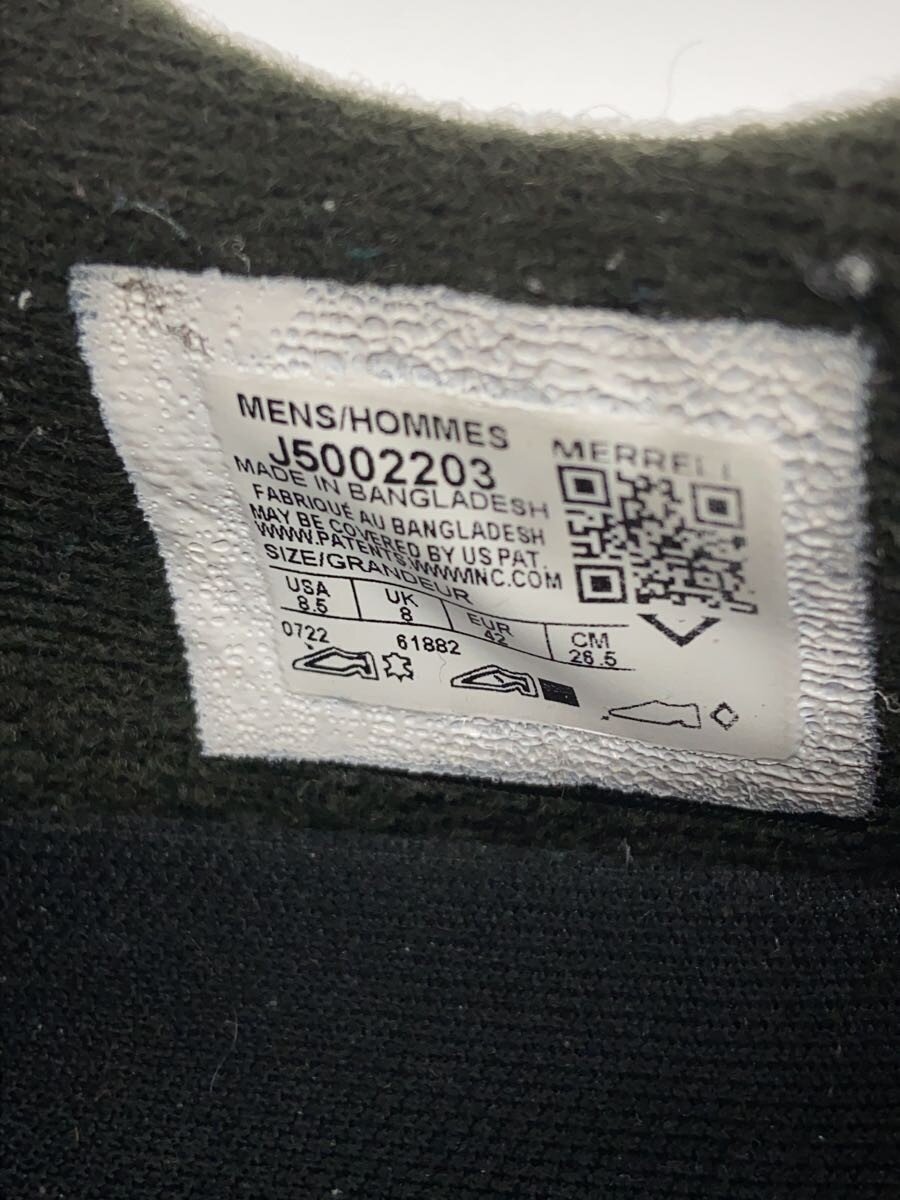 MENS/HOMMES
J5002203
MADE IN BANGLADESH
FABRIQUÉ AU BANGLADESH
MAY BE COVERED BY US PAT.
WWW.PATENTS.WWWINC.COM
SIZE/GRANDEUR
USA UK EUR CM
8.5 8 42 26.5
0722 61882
MERRELL